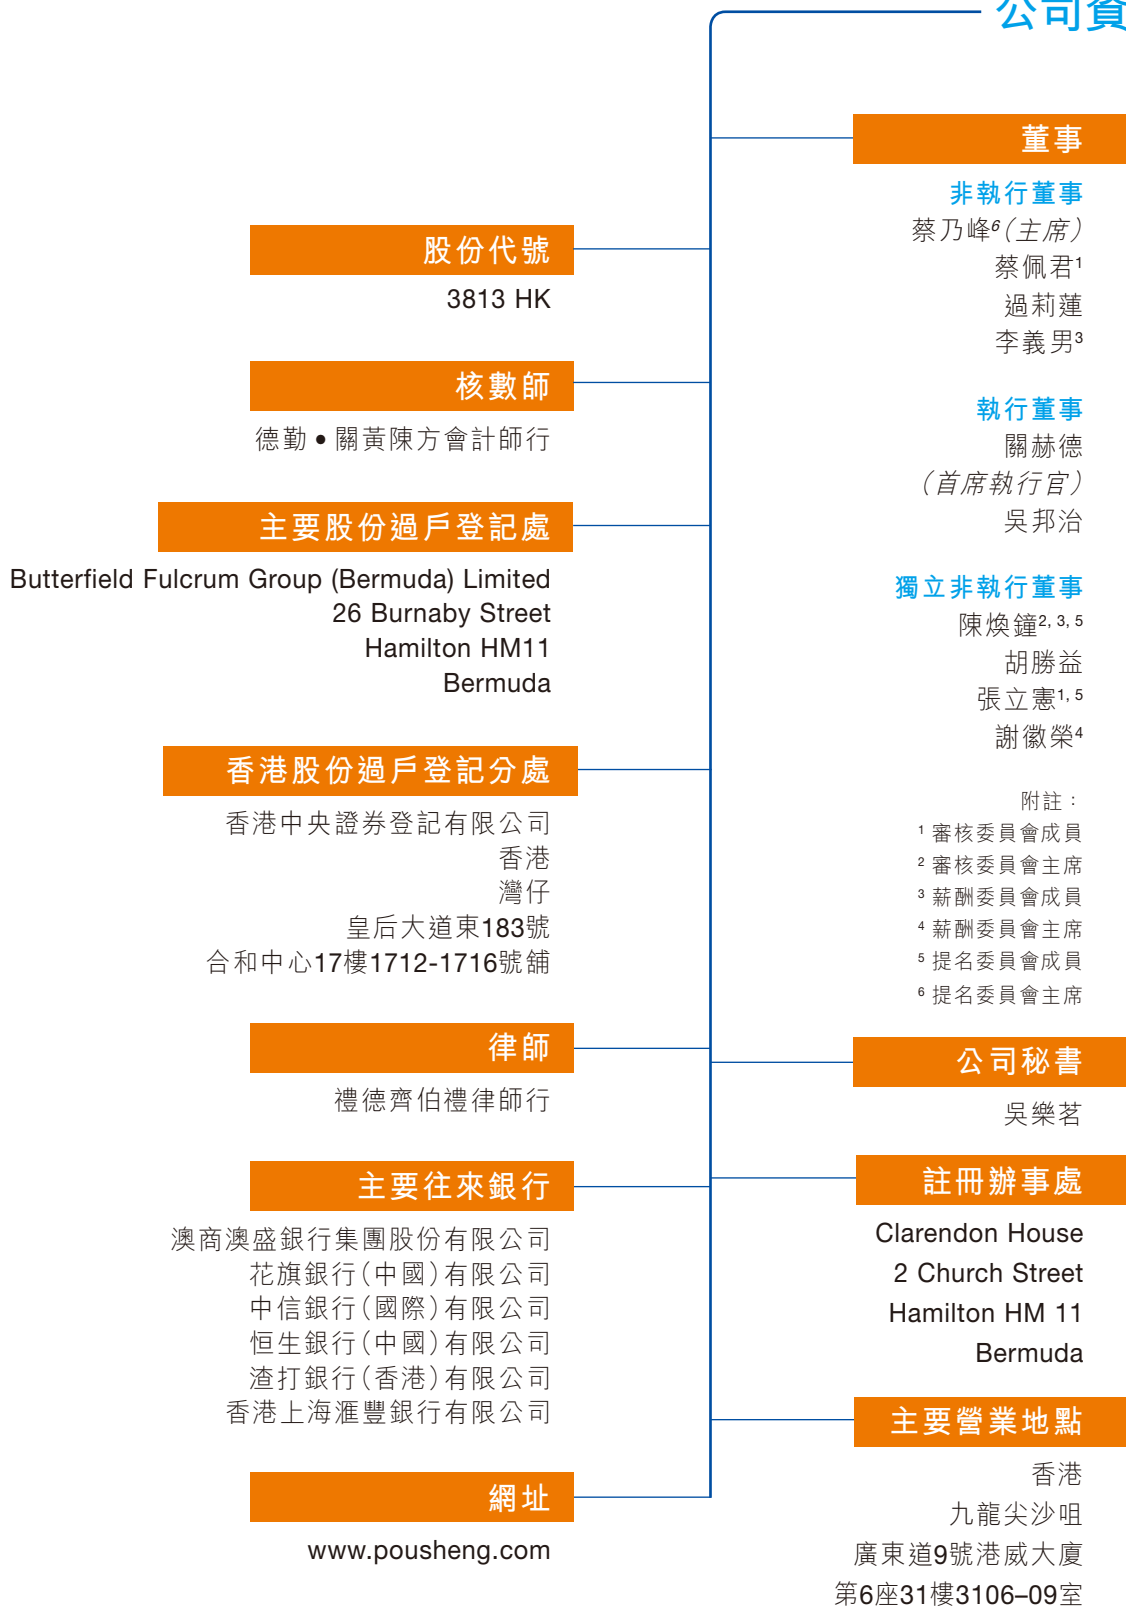 公司資
董事
非執行董事
蔡乃峰⁶（主席）
蔡佩君¹
過莉蓮
李義男³
執行董事
關赫德
（首席執行官）
吳邦治
獨立非執行董事
陳煥鐘²,³,⁵
胡勝益
張立憲¹,⁵
謝徽榮⁴
附註：
¹ 審核委員會成員
² 審核委員會主席
³ 薪酬委員會成員
⁴ 薪酬委員會主席
⁵ 提名委員會成員
⁶ 提名委員會主席
公司秘書
吳樂茗
註冊辦事處
Clarendon House
2 Church Street
Hamilton HM 11
Bermuda
主要營業地點
香港
九龍尖沙咀
廣東道9號港威大廈
第6座31樓3106–09室
股份代號
3813 HK
核數師
德勤•關黃陳方會計師行
主要股份過戶登記處
Butterfield Fulcrum Group (Bermuda) Limited
26 Burnaby Street
Hamilton HM11
Bermuda
香港股份過戶登記分處
香港中央證券登記有限公司
香港
灣仔
皇后大道東183號
合和中心17樓1712-1716號舖
律師
禮德齊伯禮律師行
主要往來銀行
澳商澳盛銀行集團股份有限公司
花旗銀行（中國）有限公司
中信銀行（國際）有限公司
恒生銀行（中國）有限公司
渣打銀行（香港）有限公司
香港上海滙豐銀行有限公司
網址
www.pousheng.com